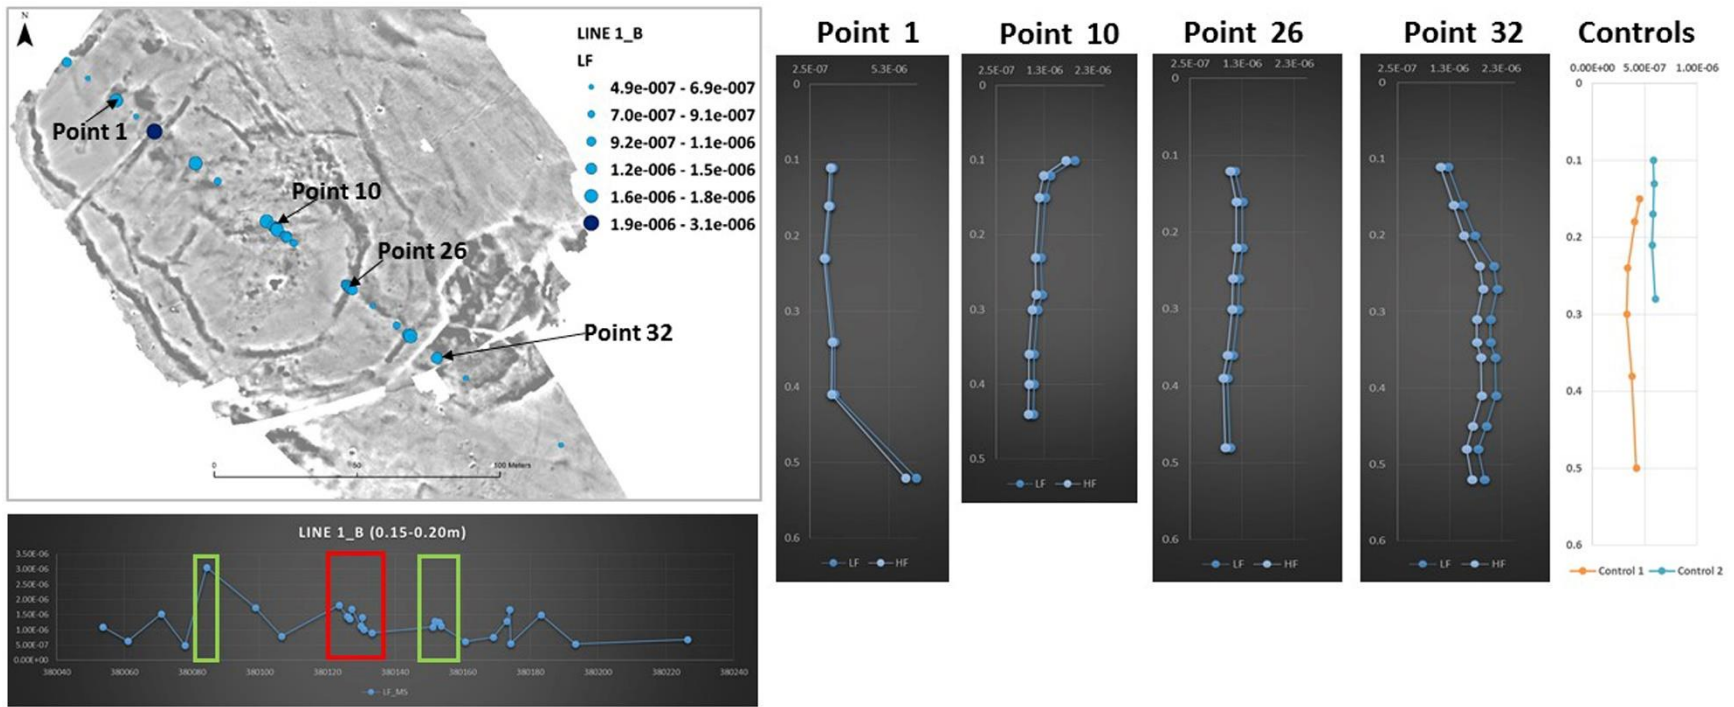 N
LINE 1_B
LF
4.9e-007 - 6.9e-007
7.0e-007 - 9.1e-007
9.2e-007 - 1.1e-006
1.2e-006 - 1.5e-006
1.6e-006 - 1.8e-006
1.9e-006 - 3.1e-006
Point 1
Point 10
Point 26
Point 32
0 50 100 Meters
LINE 1_B (0.15-0.20m)
3.50E-06
3.00E-06
2.50E-06
2.00E-06
1.50E-06
1.00E-06
5.00E-07
0.00E+00
380040 380060 380080 380100 380120 380140 380160 380180 380200 380220 380240
LF_MS
Point 1
2.5E-07 5.3E-06
0
0.1
0.2
0.3
0.4
0.5
0.6
LF HF
Point 10
2.5E-07 1.3E-06 2.3E-06
0
0.1
0.2
0.3
0.4
0.5
LF HF
Point 26
2.5E-07 1.3E-06 2.3E-06
0
0.1
0.2
0.3
0.4
0.5
0.6
LF HF
Point 32
2.5E-07 1.3E-06 2.3E-06
0
0.1
0.2
0.3
0.4
0.5
0.6
LF HF
Controls
0.00E+00 5.00E-07 1.00E-06
0
0.1
0.2
0.3
0.4
0.5
0.6
Control 1 Control 2